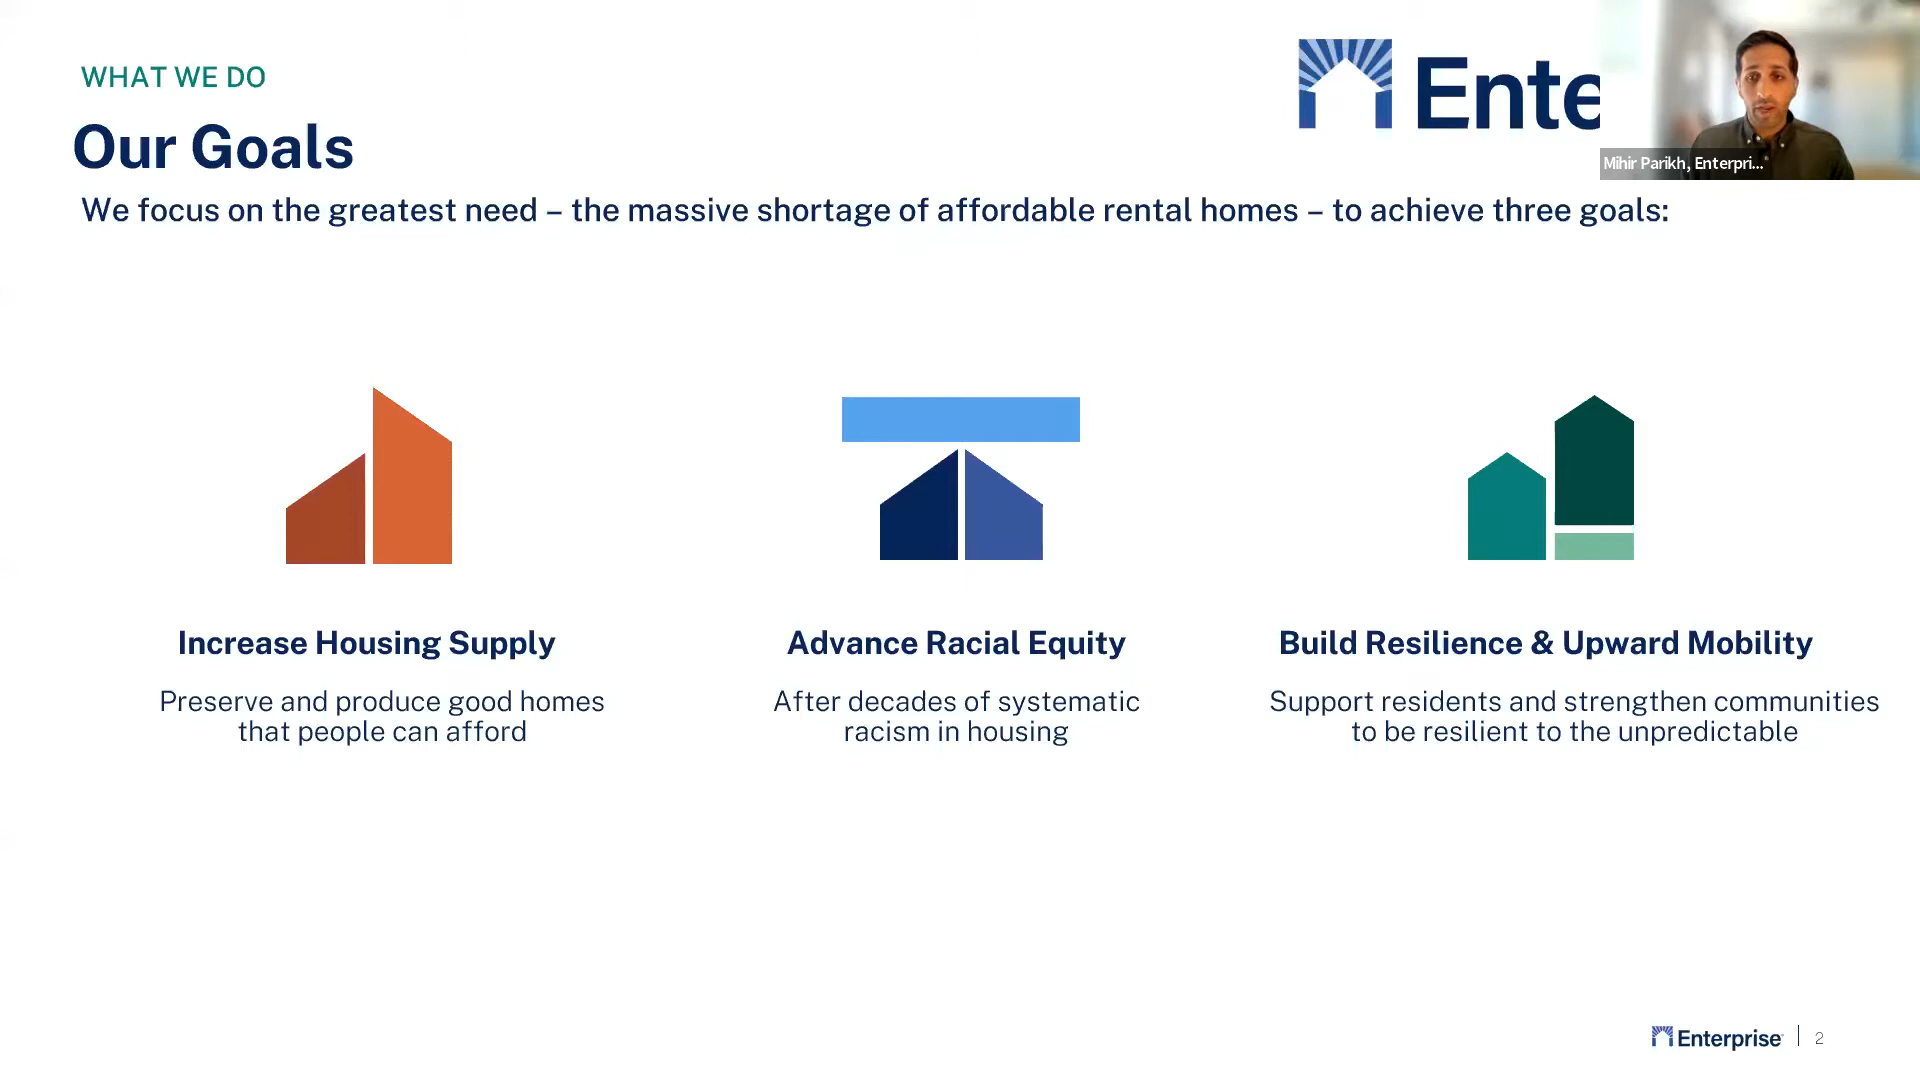 WHAT WE DO
Our Goals
We focus on the greatest need – the massive shortage of affordable rental homes – to achieve three goals:
Ente
Mihir Parikh, Enterpri...
Increase Housing Supply
Preserve and produce good homes
that people can afford
Advance Racial Equity
After decades of systematic
racism in housing
Build Resilience & Upward Mobility
Support residents and strengthen communities
to be resilient to the unpredictable
Enterprise
2